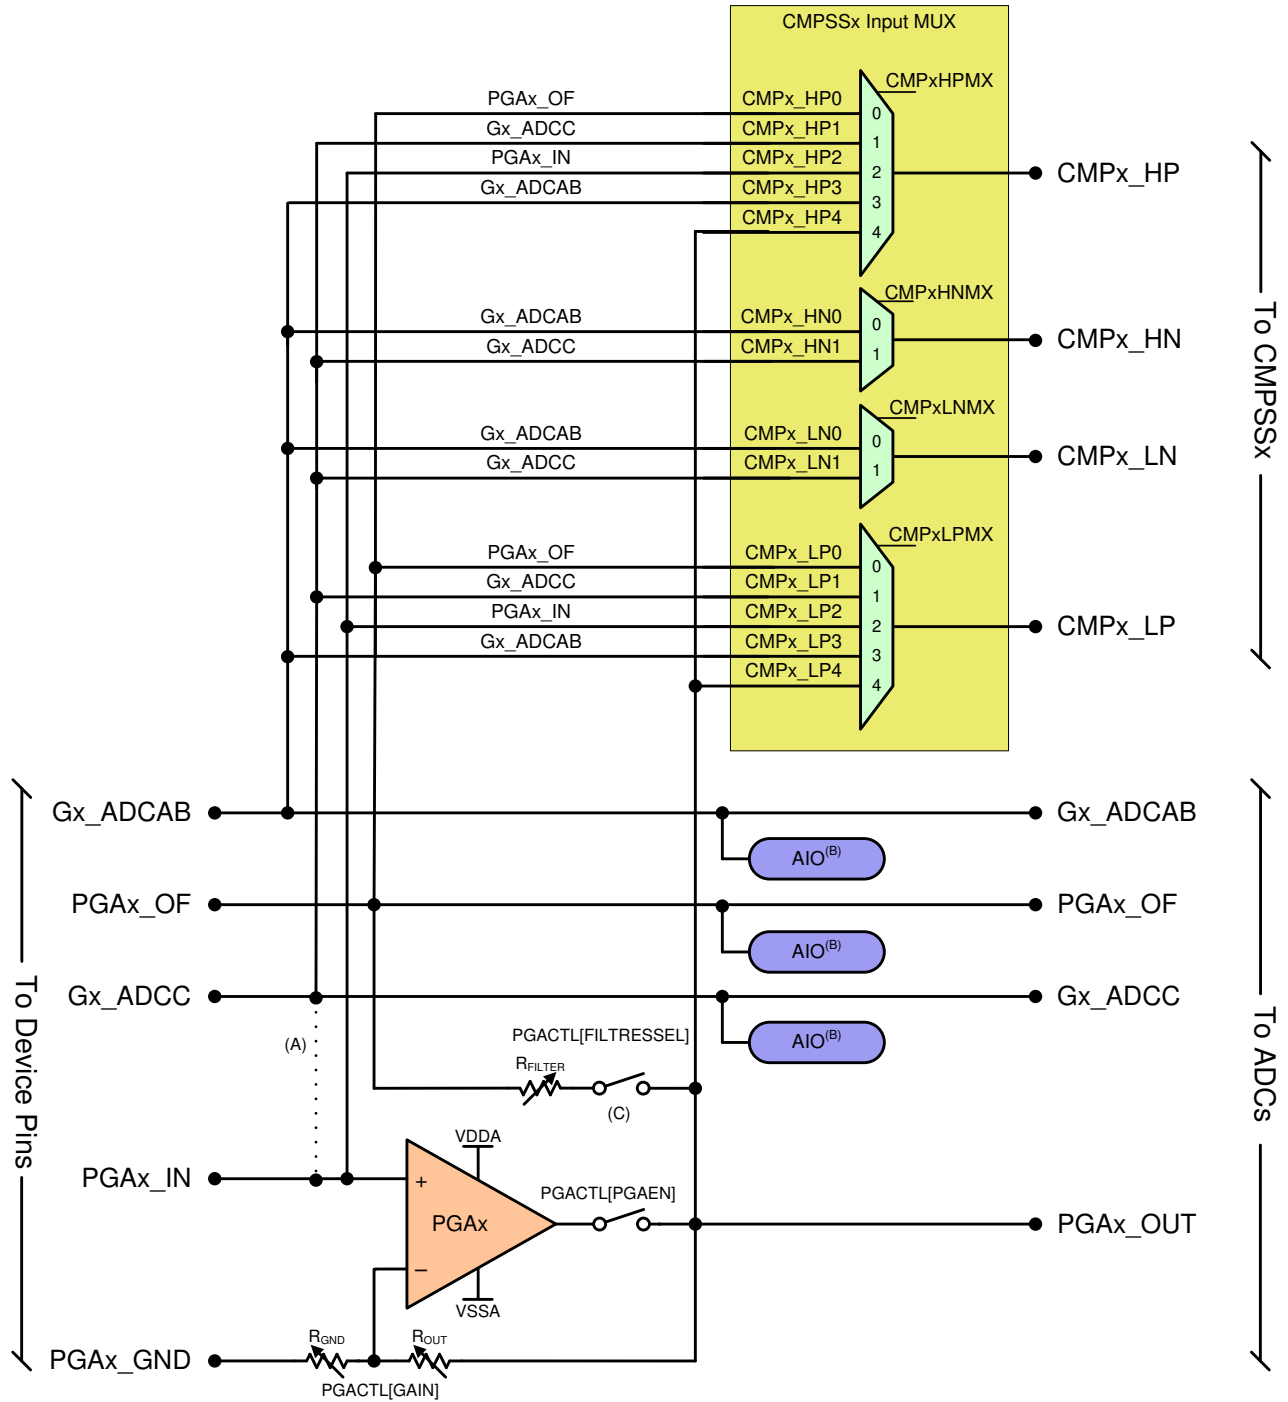 CMPSSx Input MUX
CMPxHPMX
PGAx_OF CMPx_HP0 0
Gx_ADCC CMPx_HP1 1
PGAx_IN CMPx_HP2 2 CMPx_HP
Gx_ADCAB CMPx_HP3 3
CMPx_HP4 4
CMPxHNMX
Gx_ADCAB CMPx_HN0 0
CMPx_HN
Gx_ADCC CMPx_HN1 1
To CMPSSx
CMPxLNMX
Gx_ADCAB CMPx_LN0 0
CMPx_LN
Gx_ADCC CMPx_LN1 1
CMPxLPMX
PGAx_OF CMPx_LP0 0
Gx_ADCC CMPx_LP1 1
PGAx_IN CMPx_LP2 2 CMPx_LP
Gx_ADCAB CMPx_LP3 3
CMPx_LP4 4
Gx_ADCAB Gx_ADCAB
AIO(B)
PGAx_OF PGAx_OF
AIO(B)
Gx_ADCC Gx_ADCC
To Device Pins
To ADCs
(A)
PGACTL[FILTRESSEL]
AIO(B)
RFILTER
(C)
VDDA
PGAx_IN + PGACTL[PGAEN]
PGAx PGAx_OUT
−
VSSA
RGND ROUT
PGAx_GND
PGACTL[GAIN]